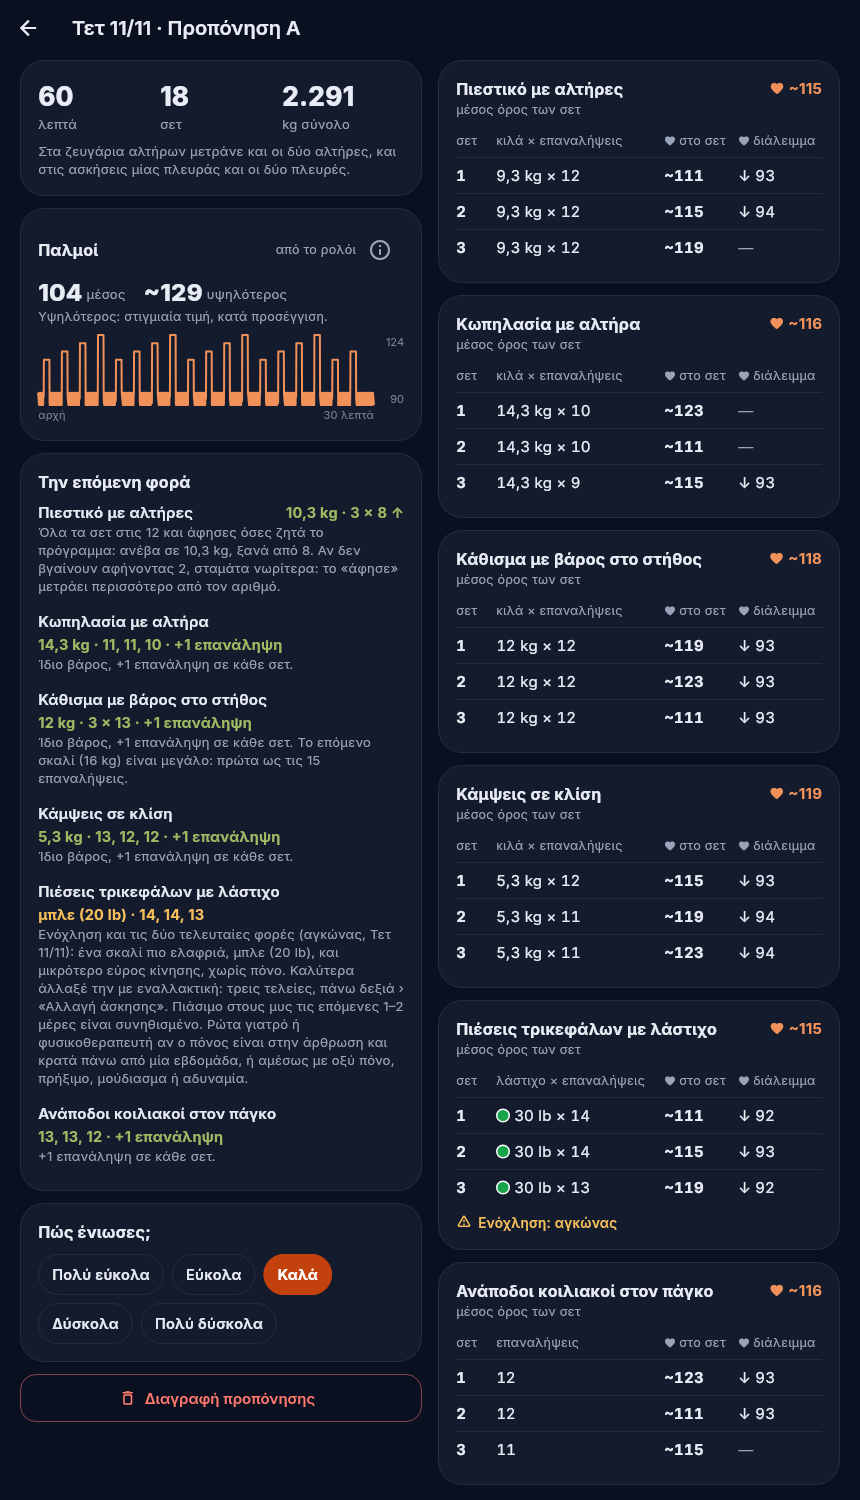 Τετ 11/11 · Προπόνηση Α
60
λεπτά
18
σετ
2.291
kg σύνολο
Στα ζευγάρια αλτήρων μετράνε και οι δύο αλτήρες, και
στις ασκήσεις μίας πλευράς και οι δύο πλευρές.
Παλμοί
από το ρολόι
104 μέσος ~129 υψηλότερος
Υψηλότερος: στιγμιαία τιμή, κατά προσέγγιση.
124
90
αρχή
30 λεπτά
Την επόμενη φορά
Πιεστικό με αλτήρες 10,3 kg · 3 × 8 ↑
Όλα τα σετ στις 12 και άφησες όσες ζητά το
πρόγραμμα: ανέβα σε 10,3 kg, ξανά από 8. Αν δεν
βγαίνουν αφήνοντας 2, σταμάτα νωρίτερα: το «άφησε»
μετράει περισσότερο από τον αριθμό.
Κωπηλασία με αλτήρα
14,3 kg · 11, 11, 10 · +1 επανάληψη
Ίδιο βάρος, +1 επανάληψη σε κάθε σετ.
Κάθισμα με βάρος στο στήθος
12 kg · 3 × 13 · +1 επανάληψη
Ίδιο βάρος, +1 επανάληψη σε κάθε σετ. Το επόμενο
σκαλί (16 kg) είναι μεγάλο: πρώτα ως τις 15
επαναλήψεις.
Κάμψεις σε κλίση
5,3 kg · 13, 12, 12 · +1 επανάληψη
Ίδιο βάρος, +1 επανάληψη σε κάθε σετ.
Πιέσεις τρικεφάλων με λάστιχο
μπλε (20 lb) · 14, 14, 13
Ενόχληση και τις δύο τελευταίες φορές (αγκώνας, Τετ
11/11): ένα σκαλί πιο ελαφριά, μπλε (20 lb), και
μικρότερο εύρος κίνησης, χωρίς πόνο. Καλύτερα
άλλαξέ την με εναλλακτική: τρεις τελείες, πάνω δεξιά ›
«Αλλαγή άσκησης». Πιάσιμο στους μυς τις επόμενες 1–2
μέρες είναι συνηθισμένο. Ρώτα γιατρό ή
φυσικοθεραπευτή αν ο πόνος είναι στην άρθρωση και
κρατά πάνω από μία εβδομάδα, ή αμέσως με οξύ πόνο,
πρήξιμο, μούδιασμα ή αδυναμία.
Ανάποδοι κοιλιακοί στον πάγκο
13, 13, 12 · +1 επανάληψη
+1 επανάληψη σε κάθε σετ.
Πώς ένιωσες;
Πολύ εύκολα Εύκολα Καλά
Δύσκολα Πολύ δύσκολα
Διαγραφή προπόνησης
Πιεστικό με αλτήρες ~115
μέσος όρος των σετ
σετ κιλά × επαναλήψεις στο σετ διάλειμμα
1 9,3 kg × 12 ~111 ↓ 93
2 9,3 kg × 12 ~115 ↓ 94
3 9,3 kg × 12 ~119 —
Κωπηλασία με αλτήρα ~116
μέσος όρος των σετ
σετ κιλά × επαναλήψεις στο σετ διάλειμμα
1 14,3 kg × 10 ~123 —
2 14,3 kg × 10 ~111 —
3 14,3 kg × 9 ~115 ↓ 93
Κάθισμα με βάρος στο στήθος ~118
μέσος όρος των σετ
σετ κιλά × επαναλήψεις στο σετ διάλειμμα
1 12 kg × 12 ~119 ↓ 93
2 12 kg × 12 ~123 ↓ 93
3 12 kg × 12 ~111 ↓ 93
Κάμψεις σε κλίση ~119
μέσος όρος των σετ
σετ κιλά × επαναλήψεις στο σετ διάλειμμα
1 5,3 kg × 12 ~115 ↓ 93
2 5,3 kg × 11 ~119 ↓ 94
3 5,3 kg × 11 ~123 ↓ 94
Πιέσεις τρικεφάλων με λάστιχο ~115
μέσος όρος των σετ
σετ λάστιχο × επαναλήψεις στο σετ διάλειμμα
1 30 lb × 14 ~111 ↓ 92
2 30 lb × 14 ~115 ↓ 93
3 30 lb × 13 ~119 ↓ 92
Ενόχληση: αγκώνας
Ανάποδοι κοιλιακοί στον πάγκο ~116
μέσος όρος των σετ
σετ επαναλήψεις στο σετ διάλειμμα
1 12 ~123 ↓ 93
2 12 ~111 ↓ 93
3 11 ~115 —